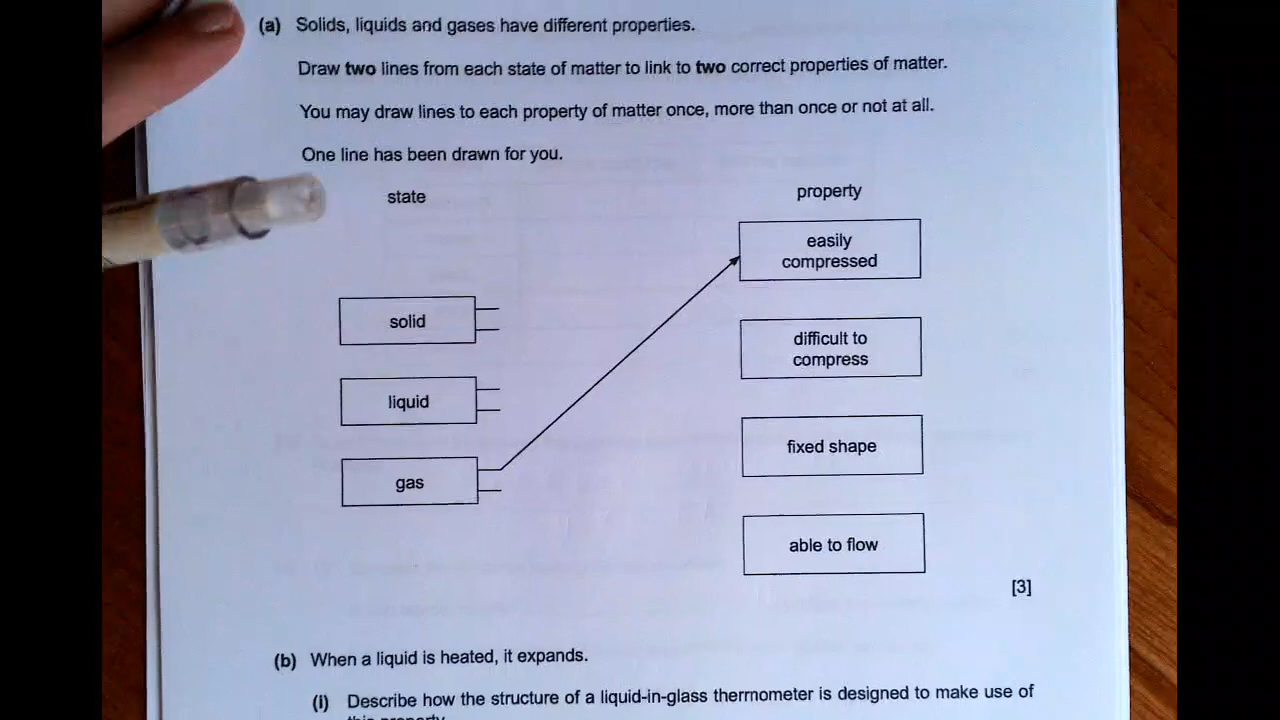 (a) Solids, liquids and gases have different properties.
Draw two lines from each state of matter to link to two correct properties of matter.
You may draw lines to each property of matter once, more than once or not at all.
One line has been drawn for you.
state
property
easily
compressed
solid
difficult to
compress
liquid
fixed shape
gas
able to flow
[3]
(b) When a liquid is heated, it expands.
(i) Describe how the structure of a liquid-in-glass thermometer is designed to make use of
this property.